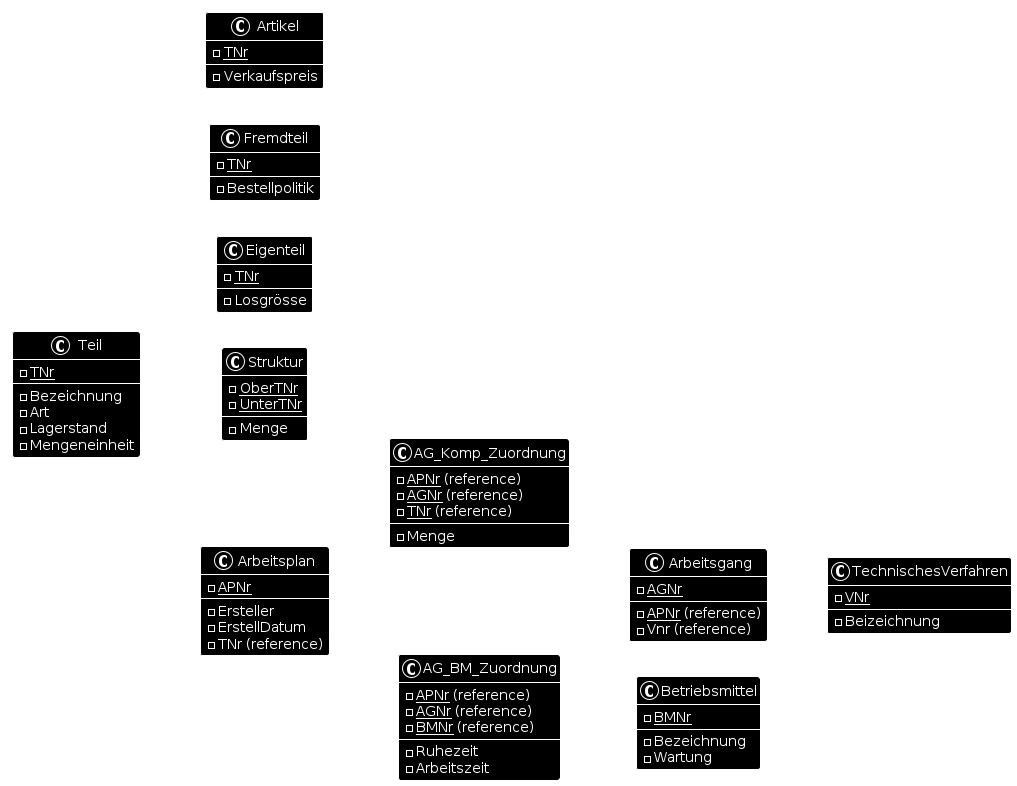 C Artikel
TNr
Verkaufspreis
C Fremdteil
TNr
Bestellpolitik
C Eigenteil
TNr
Losgrösse
C Teil
TNr
Bezeichnung
Art
Lagerstand
Mengeneinheit
C Struktur
OberTNr
UnterTNr
Menge
C AG_Komp_Zuordnung
APNr (reference)
AGNr (reference)
TNr (reference)
Menge
C Arbeitsplan
APNr
Ersteller
ErstellDatum
TNr (reference)
C Arbeitsgang
AGNr
APNr (reference)
Vnr (reference)
C TechnischesVerfahren
VNr
Beizeichnung
C AG_BM_Zuordnung
APNr (reference)
AGNr (reference)
BMNr (reference)
Ruhezeit
Arbeitszeit
C Betriebsmittel
BMNr
Bezeichnung
Wartung